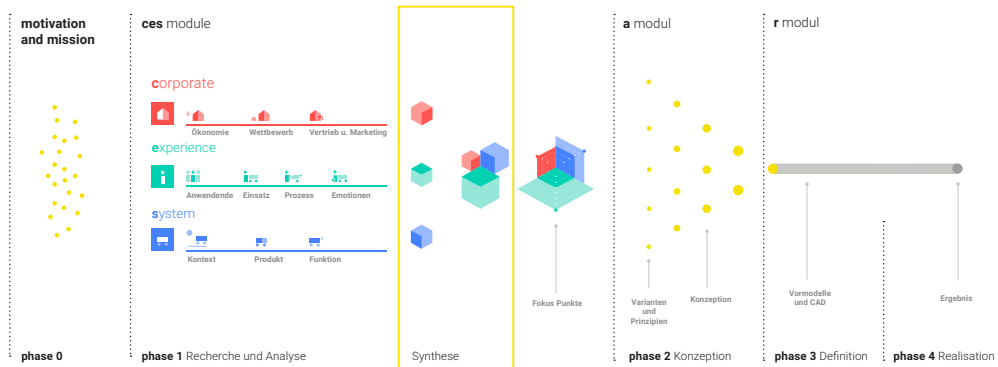 motivation
and mission
ces module
a modul
r modul
corporate
Ökonomie Wettbewerb Vertrieb u. Marketing
experience
Anwendende Einsatz Prozess Emotionen
system
Kontext Produkt Funktion
Fokus Punkte
Varianten
und
Prinzipien
Konzeption
Vormodelle
und CAD
Ergebnis
phase 0
phase 1 Recherche und Analyse
Synthese
phase 2 Konzeption
phase 3 Definition
phase 4 Realisation